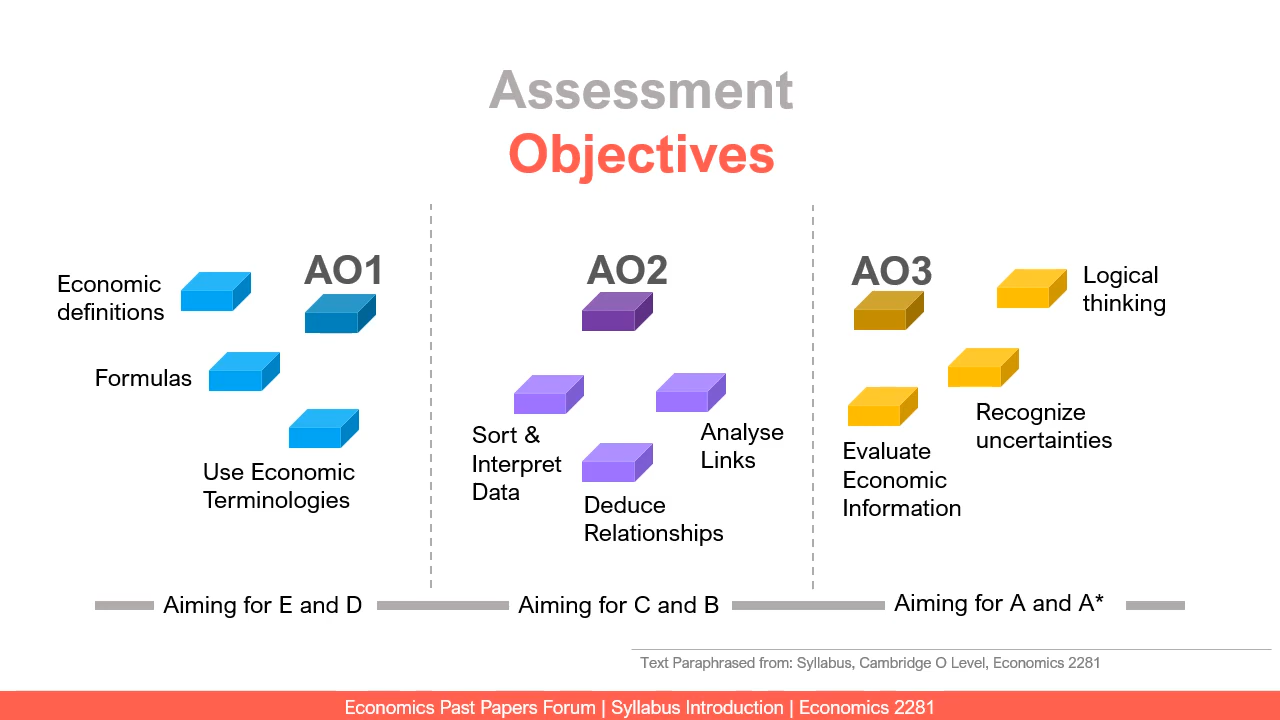 Assessment
Objectives
AO1
Economic
definitions
Formulas
Use Economic
Terminologies
AO2
Sort &
Interpret
Data
Analyse
Links
Deduce
Relationships
AO3
Logical
thinking
Recognize
uncertainties
Evaluate
Economic
Information
Aiming for E and D
Aiming for C and B
Aiming for A and A*
Text Paraphrased from: Syllabus, Cambridge O Level, Economics 2281
Economics Past Papers Forum | Syllabus Introduction | Economics 2281